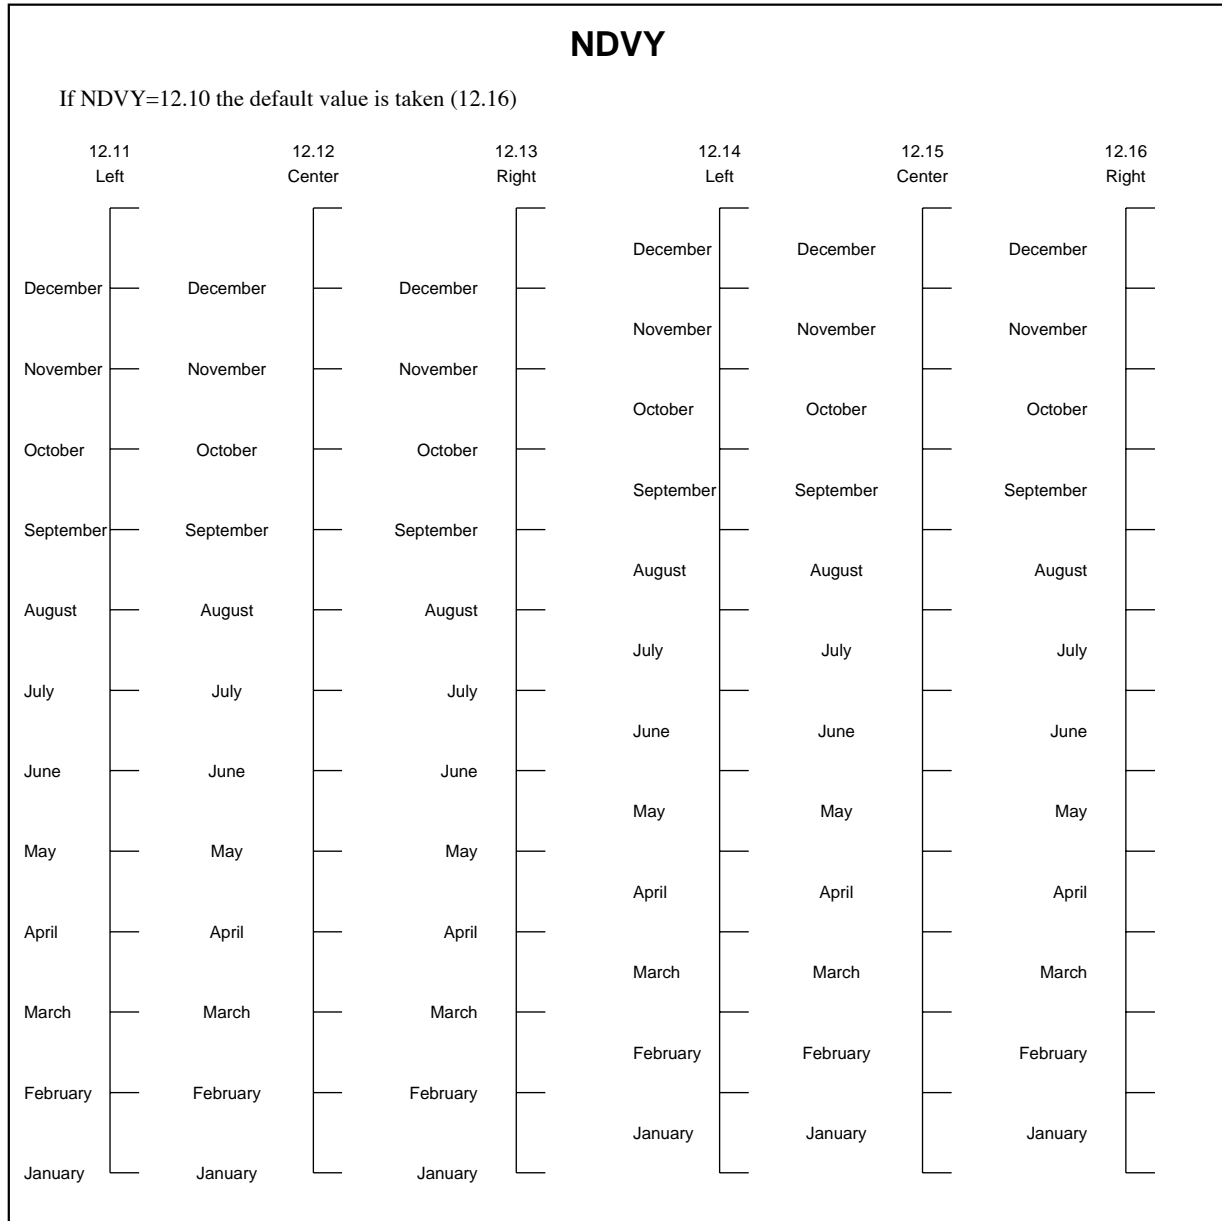 NDVY
If NDVY=12.10 the default value is taken (12.16)
12.11 12.12 12.13 12.14 12.15 12.16
Left Center Right Left Center Right
December December December
December December December
November November November
November November November
October October October
October October October
September September September
September September September
August August August
August August August
July July July
July July July
June June June
June June June
May May May
May May May
April April April
April April April
March March March
March March March
February February February
February February February
January January January
January January January